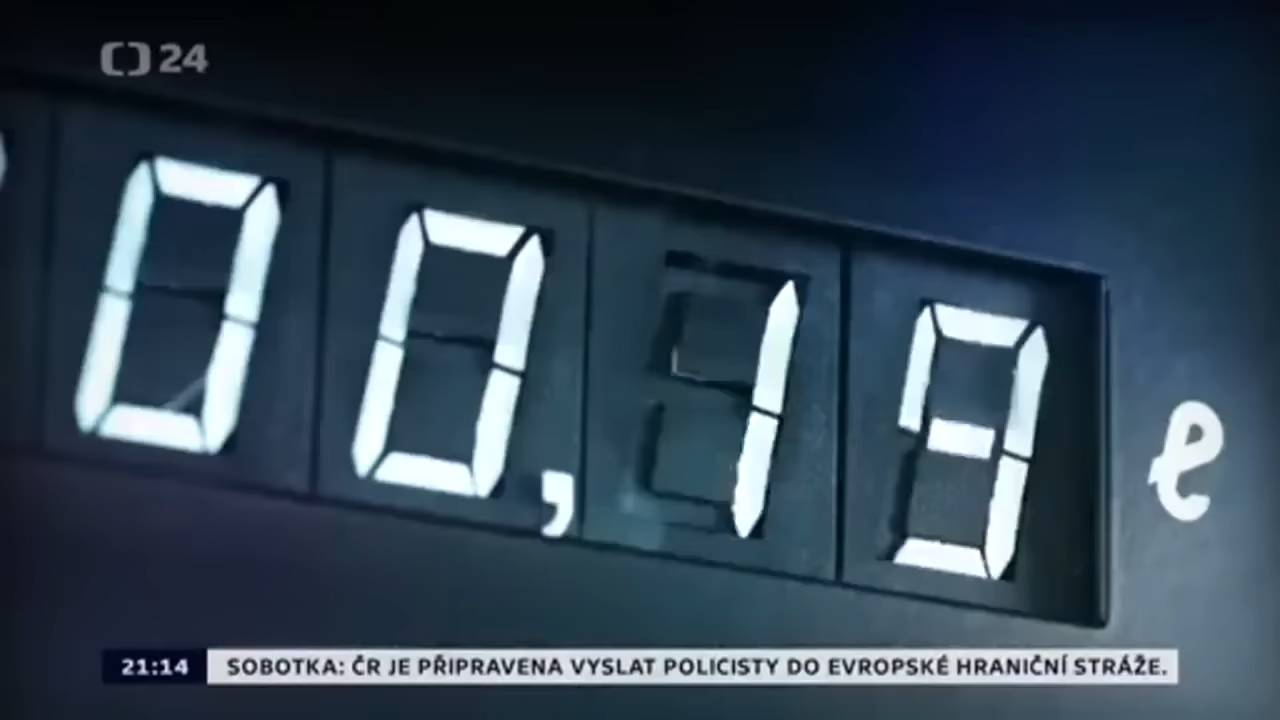 24
00,19 ℓ
21:14 SOBOTKA: ČR JE PŘIPRAVENA VYSLAT POLICISTY DO EVROPSKÉ HRANIČNÍ STRÁŽE.